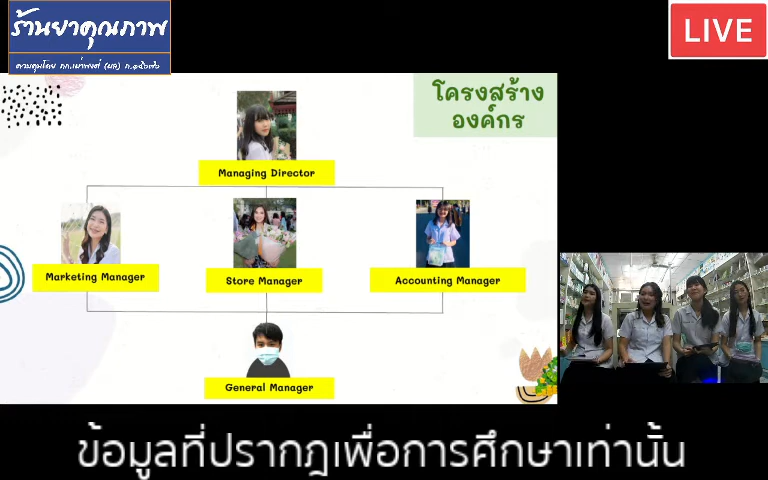 ร้านยาคุณภาพ
LIVE
โครงสร้าง
องค์กร
Managing Director
Marketing Manager
Store Manager
Accounting Manager
General Manager
ข้อมูลที่ปรากฏเพื่อการศึกษาเท่านั้น